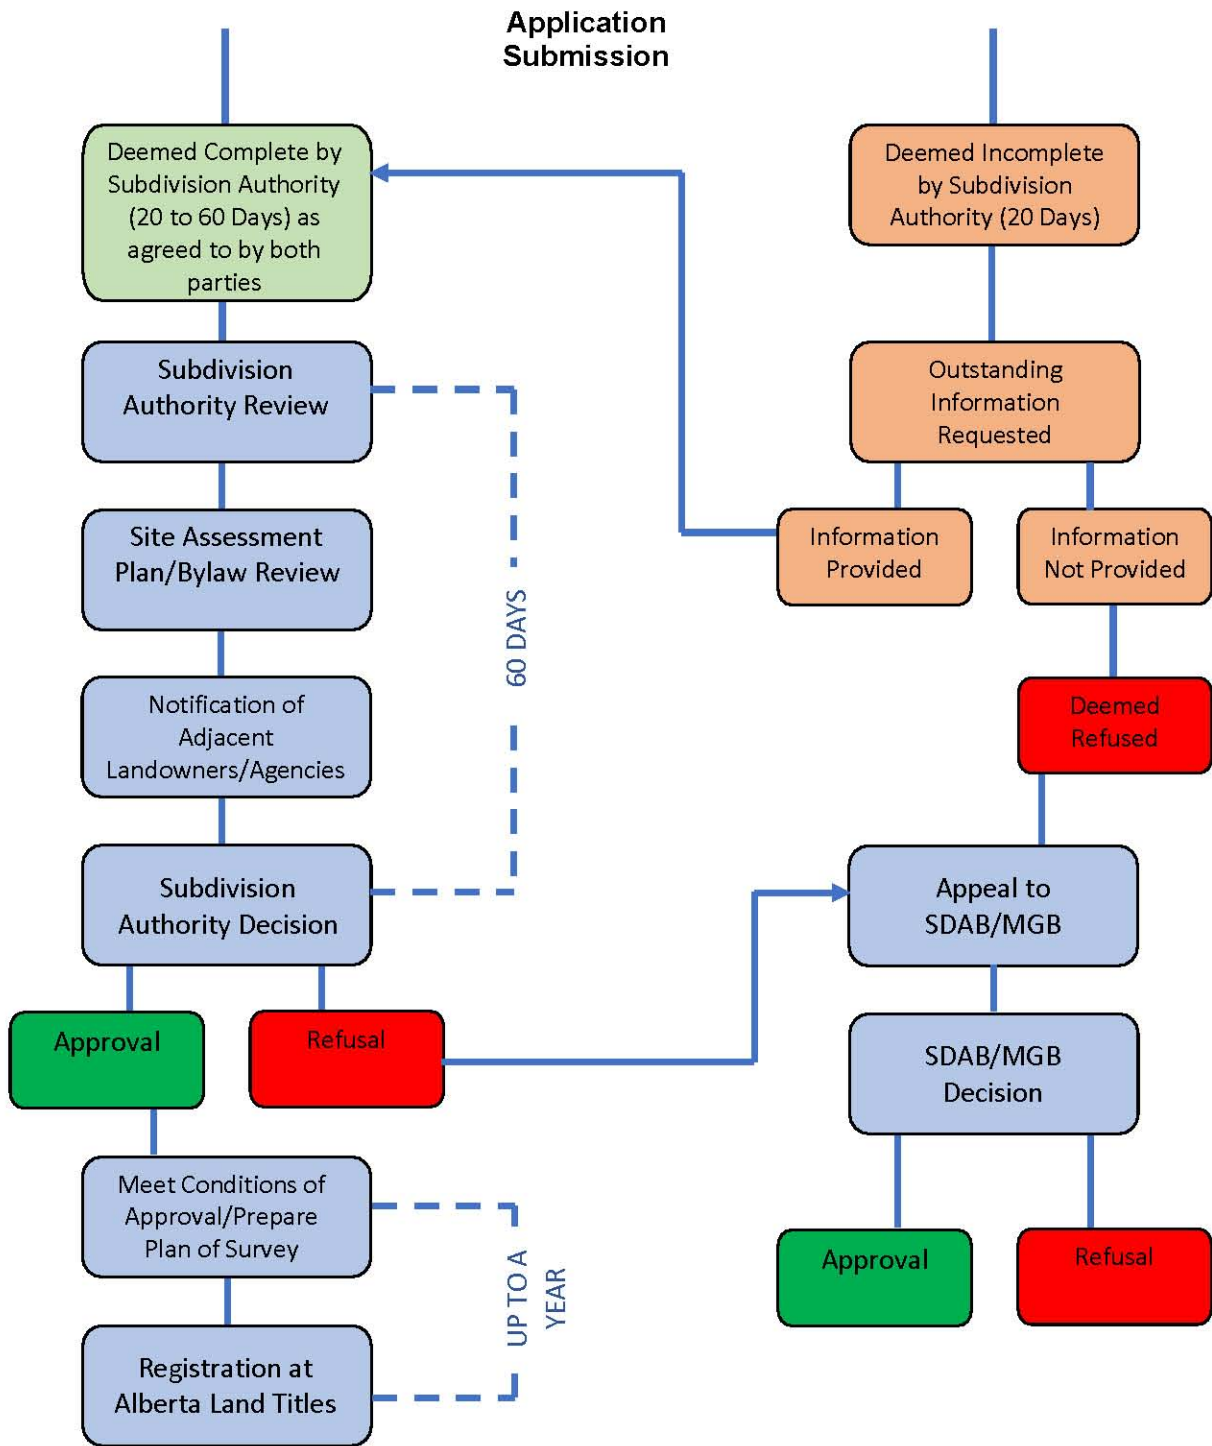 Application
Submission
Deemed Complete by
Subdivision Authority
(20 to 60 Days) as
agreed to by both
parties
Deemed Incomplete
by Subdivision
Authority (20 Days)
Subdivision
Authority Review
Outstanding
Information
Requested
Site Assessment
Plan/Bylaw Review
Information
Provided
Information
Not Provided
60 DAYS
Notification of
Adjacent
Landowners/Agencies
Deemed
Refused
Subdivision
Authority Decision
Appeal to
SDAB/MGB
Approval
Refusal
SDAB/MGB
Decision
Meet Conditions of
Approval/Prepare
Plan of Survey
UP TO A
YEAR
Approval
Refusal
Registration at
Alberta Land Titles